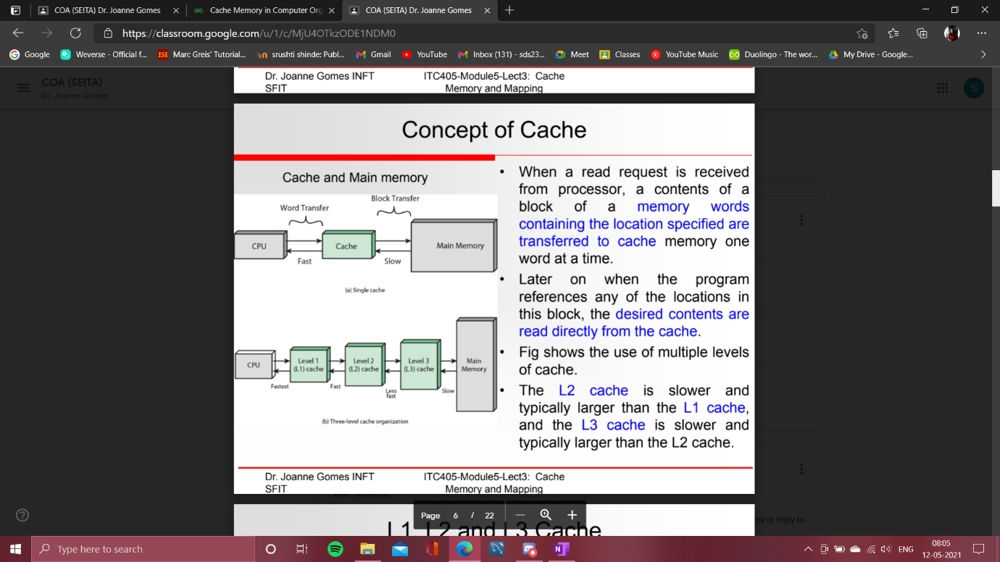 COA (SEITA) Dr. Joanne Gomes
Cache Memory in Computer Org
COA (SEITA) Dr. Joanne Gomes
https://classroom.google.com/u/1/c/MjU4OTkzODE1NDM0
Google
Weverse - Official f...
ISI Marc Greis' Tutorial...
srushti shinde: Publ...
Gmail
YouTube
Inbox (131) - sds23...
Meet
Classes
YouTube Music
Duolingo - The wor...
My Drive - Google...
COA (SEITA)
Dr. Joanne Gomes
S
Dr. Joanne Gomes INFT
SFIT
ITC405-Module5-Lect3: Cache
Memory and Mapping
Concept of Cache
Cache and Main memory
Block Transfer
Word Transfer
CPU
Cache
Main Memory
Fast
Slow
(a) Single cache
CPU
Level 1
(L1) cache
Level 2
(L2) cache
Level 3
(L3) cache
Main
Memory
Fastest
Fast
Less
fast
Slow
(b) Three-level cache organization
• When a read request is received
from processor, a contents of a
block of a memory words
containing the location specified are
transferred to cache memory one
word at a time.
• Later on when the program
references any of the locations in
this block, the desired contents are
read directly from the cache.
• Fig shows the use of multiple levels
of cache.
• The L2 cache is slower and
typically larger than the L1 cache,
and the L3 cache is slower and
typically larger than the L2 cache.
Dr. Joanne Gomes INFT
SFIT
ITC405-Module5-Lect3: Cache
Memory and Mapping
Page 6 / 22
L1, L2 and L3 Cache
me or reply to
Type here to search
ENG
08:05
12-05-2021